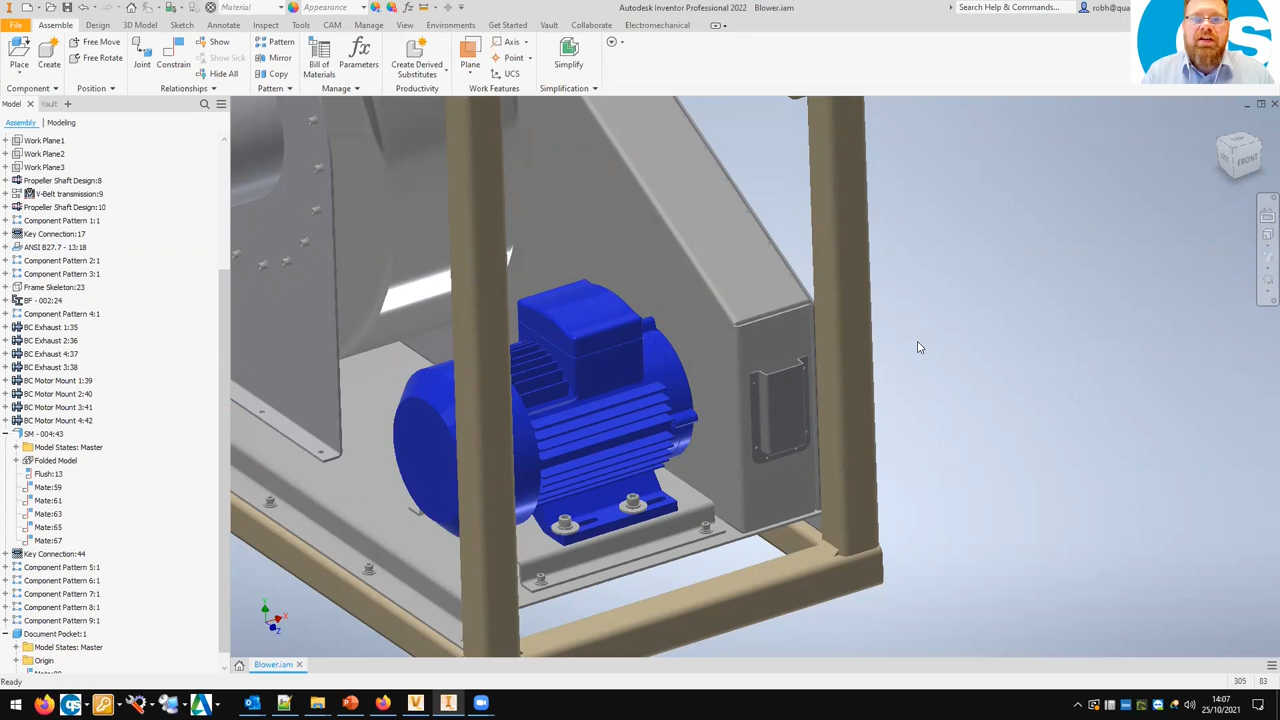 Material
Appearance
Autodesk Inventor Professional 2022 Blower.iam
Search Help & Commands...
robh@qua
File Assemble Design 3D Model Sketch Annotate Inspect Tools CAM Manage View Environments Get Started Vault Collaborate Electromechanical
Place
Create
Component
Free Move
Free Rotate
Position
Joint
Constrain
Show
Show Sick
Hide All
Relationships
Pattern
Mirror
Copy
Pattern
Bill of Materials
Parameters
Manage
Create Derived Substitutes
Productivity
Plane
Axis
Point
UCS
Work Features
Simplify
Simplification
Model
Vault
Assembly
Modeling
Work Plane1
Work Plane2
Work Plane3
Propeller Shaft Design:8
V-Belt transmission:9
Propeller Shaft Design:10
Component Pattern 1:1
Key Connection:17
ANSI B27.7 - 13:18
Component Pattern 2:1
Component Pattern 3:1
Frame Skeleton:23
BF - 002:24
Component Pattern 4:1
BC Exhaust 1:35
BC Exhaust 2:36
BC Exhaust 4:37
BC Exhaust 3:38
BC Motor Mount 1:39
BC Motor Mount 2:40
BC Motor Mount 3:41
BC Motor Mount 4:42
SM - 004:43
Model States: Master
Folded Model
Flush:13
Mate:59
Mate:61
Mate:63
Mate:65
Mate:67
Key Connection:44
Component Pattern 5:1
Component Pattern 6:1
Component Pattern 7:1
Component Pattern 8:1
Component Pattern 9:1
Document Pocket:1
Model States: Master
Origin
FRONT
X
Z
Blower.iam
Ready
305 83
14:07
25/10/2021